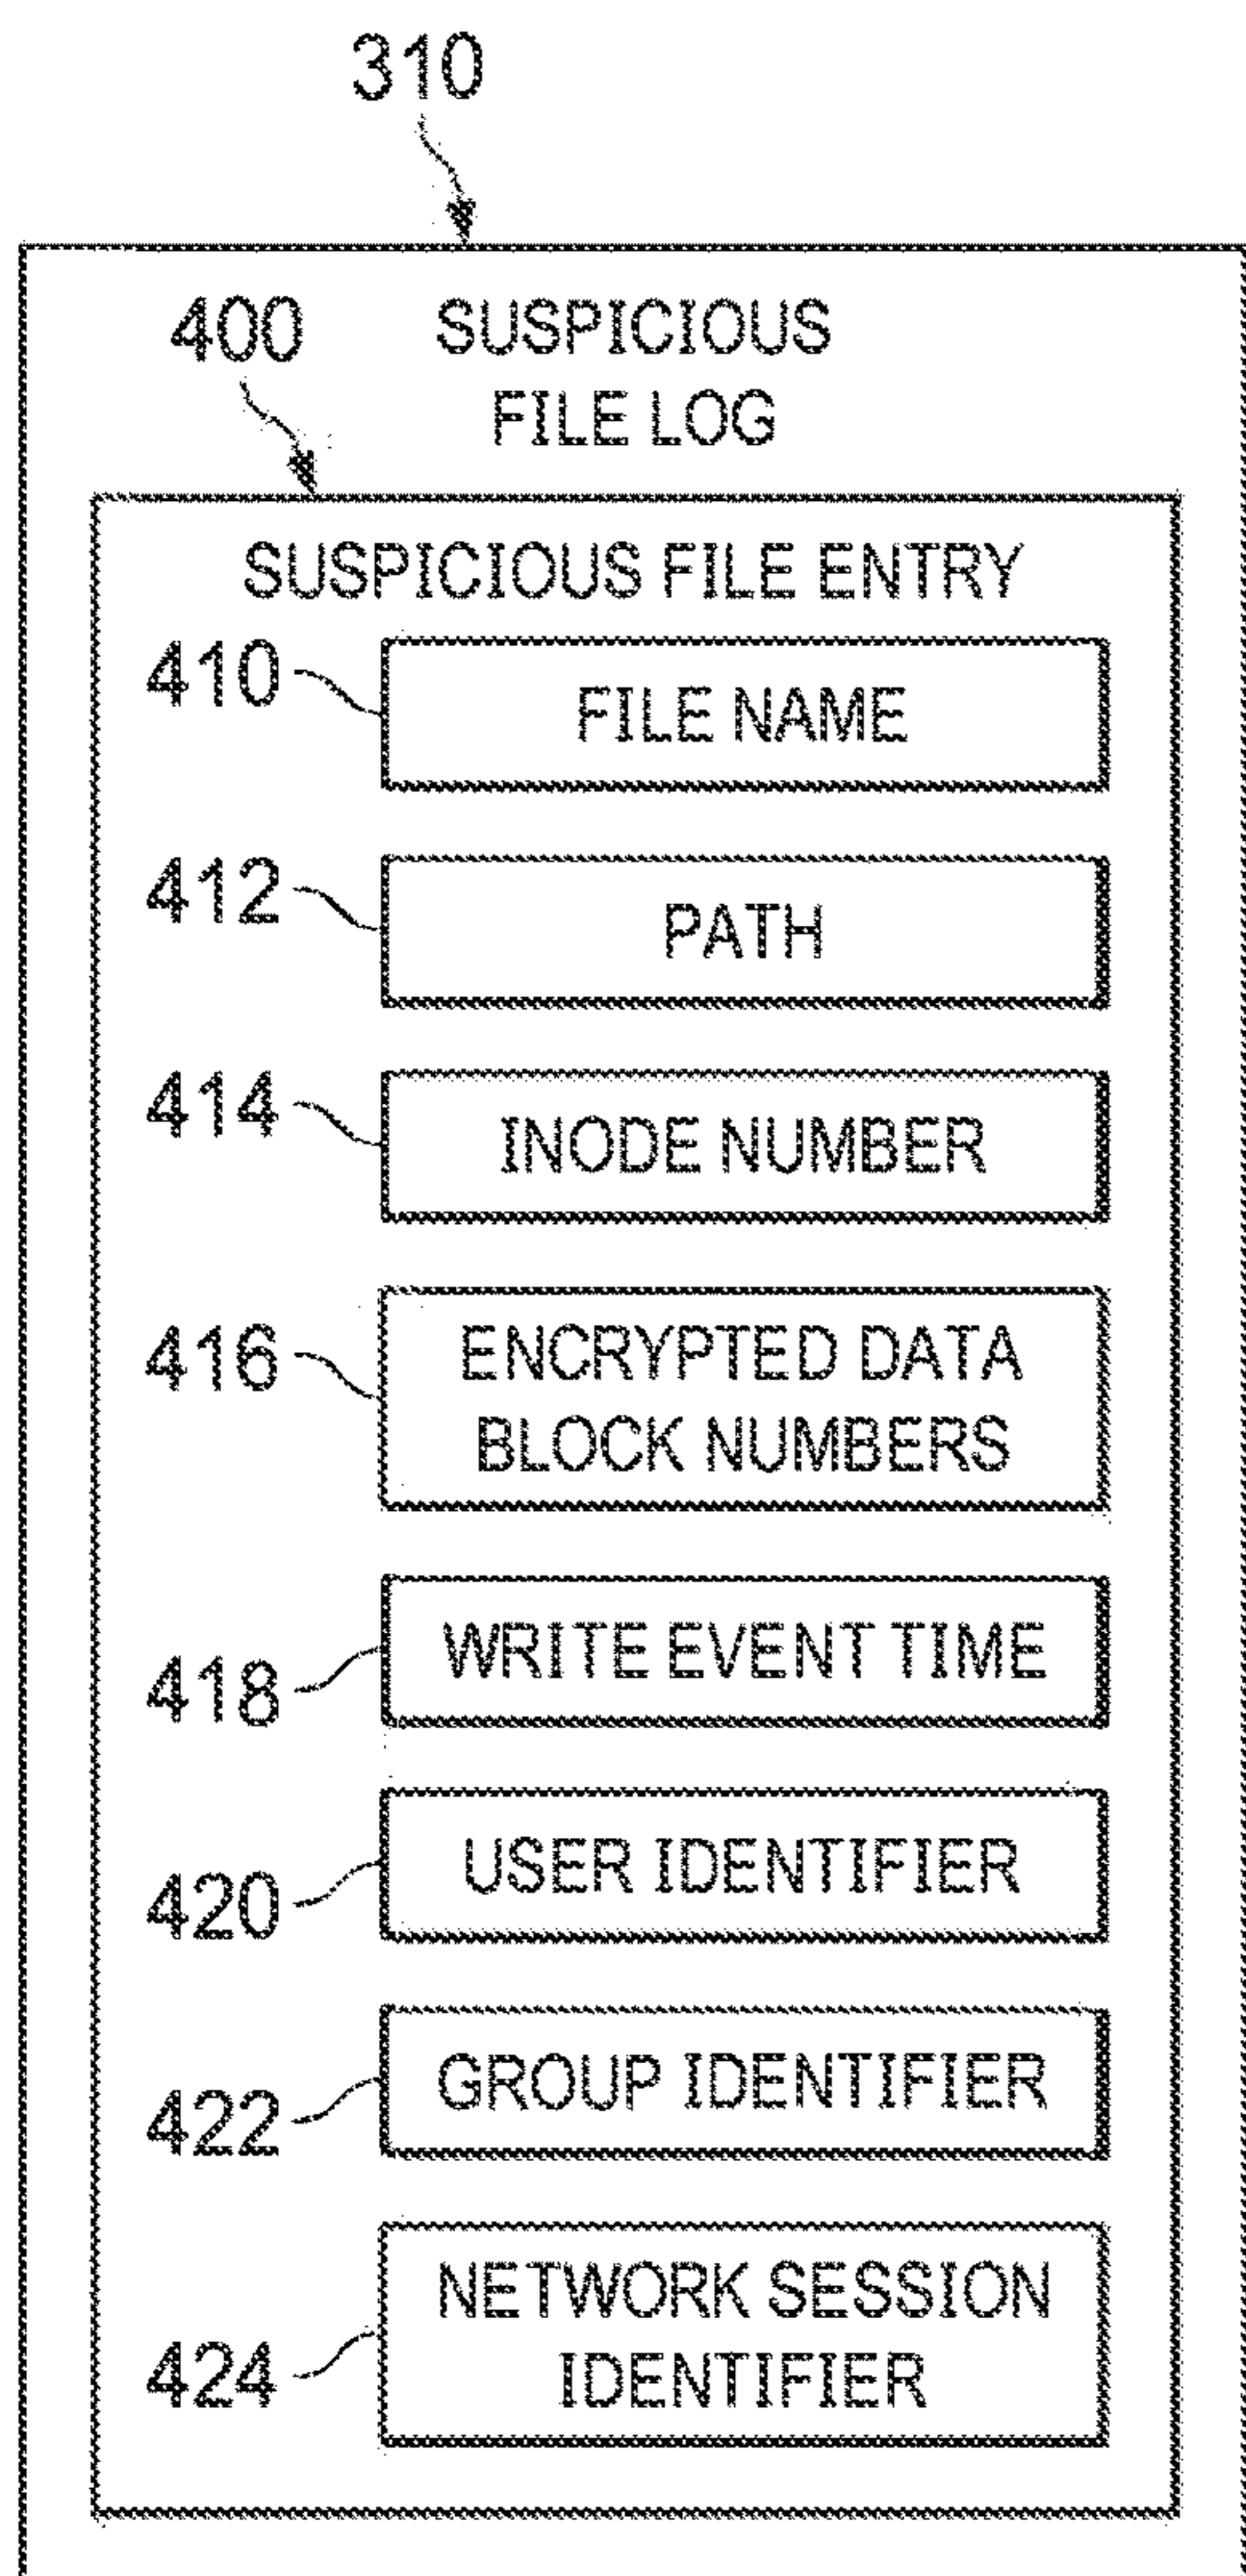 310
400
SUSPICIOUS
FILE LOG
SUSPICIOUS FILE ENTRY
410
FILE NAME
412
PATH
414
INODE NUMBER
416
ENCRYPTED DATA
BLOCK NUMBERS
418
WRITE EVENT TIME
420
USER IDENTIFIER
422
GROUP IDENTIFIER
424
NETWORK SESSION
IDENTIFIER